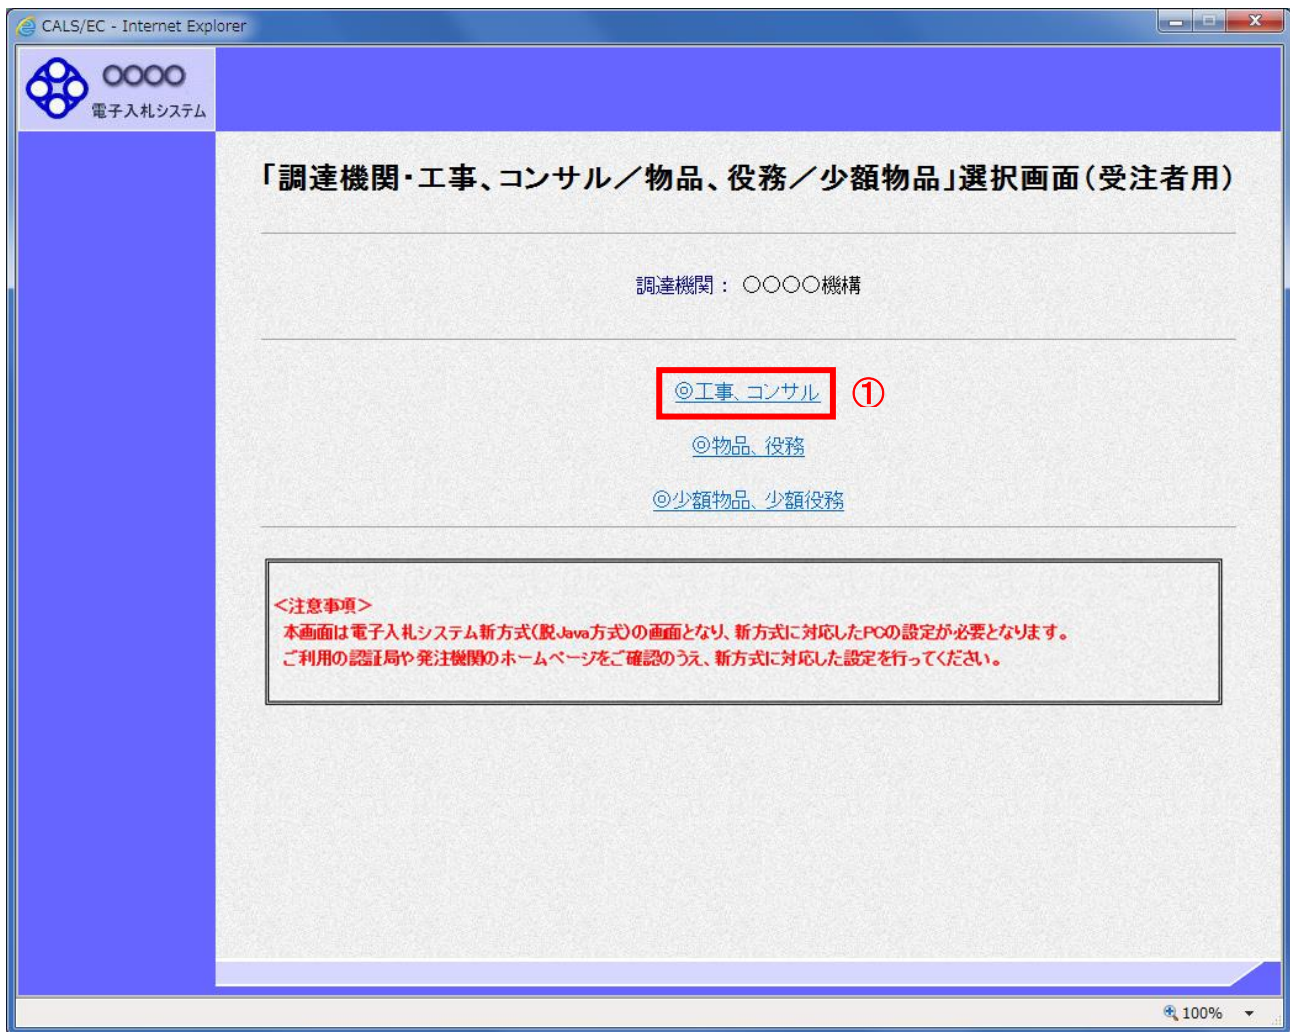 CALS/EC - Internet Explorer
○○○○
電子入札システム
「調達機関・工事、コンサル／物品、役務／少額物品」選択画面(受注者用)
調達機関： ○○○○機構
◎工事、コンサル ①
◎物品、役務
◎少額物品、少額役務
＜注意事項＞
本画面は電子入札システム新方式(脱Java方式)の画面となり、新方式に対応したPCの設定が必要となります。
ご利用の認証局や発注機関のホームページをご確認のうえ、新方式に対応した設定を行ってください。
100%